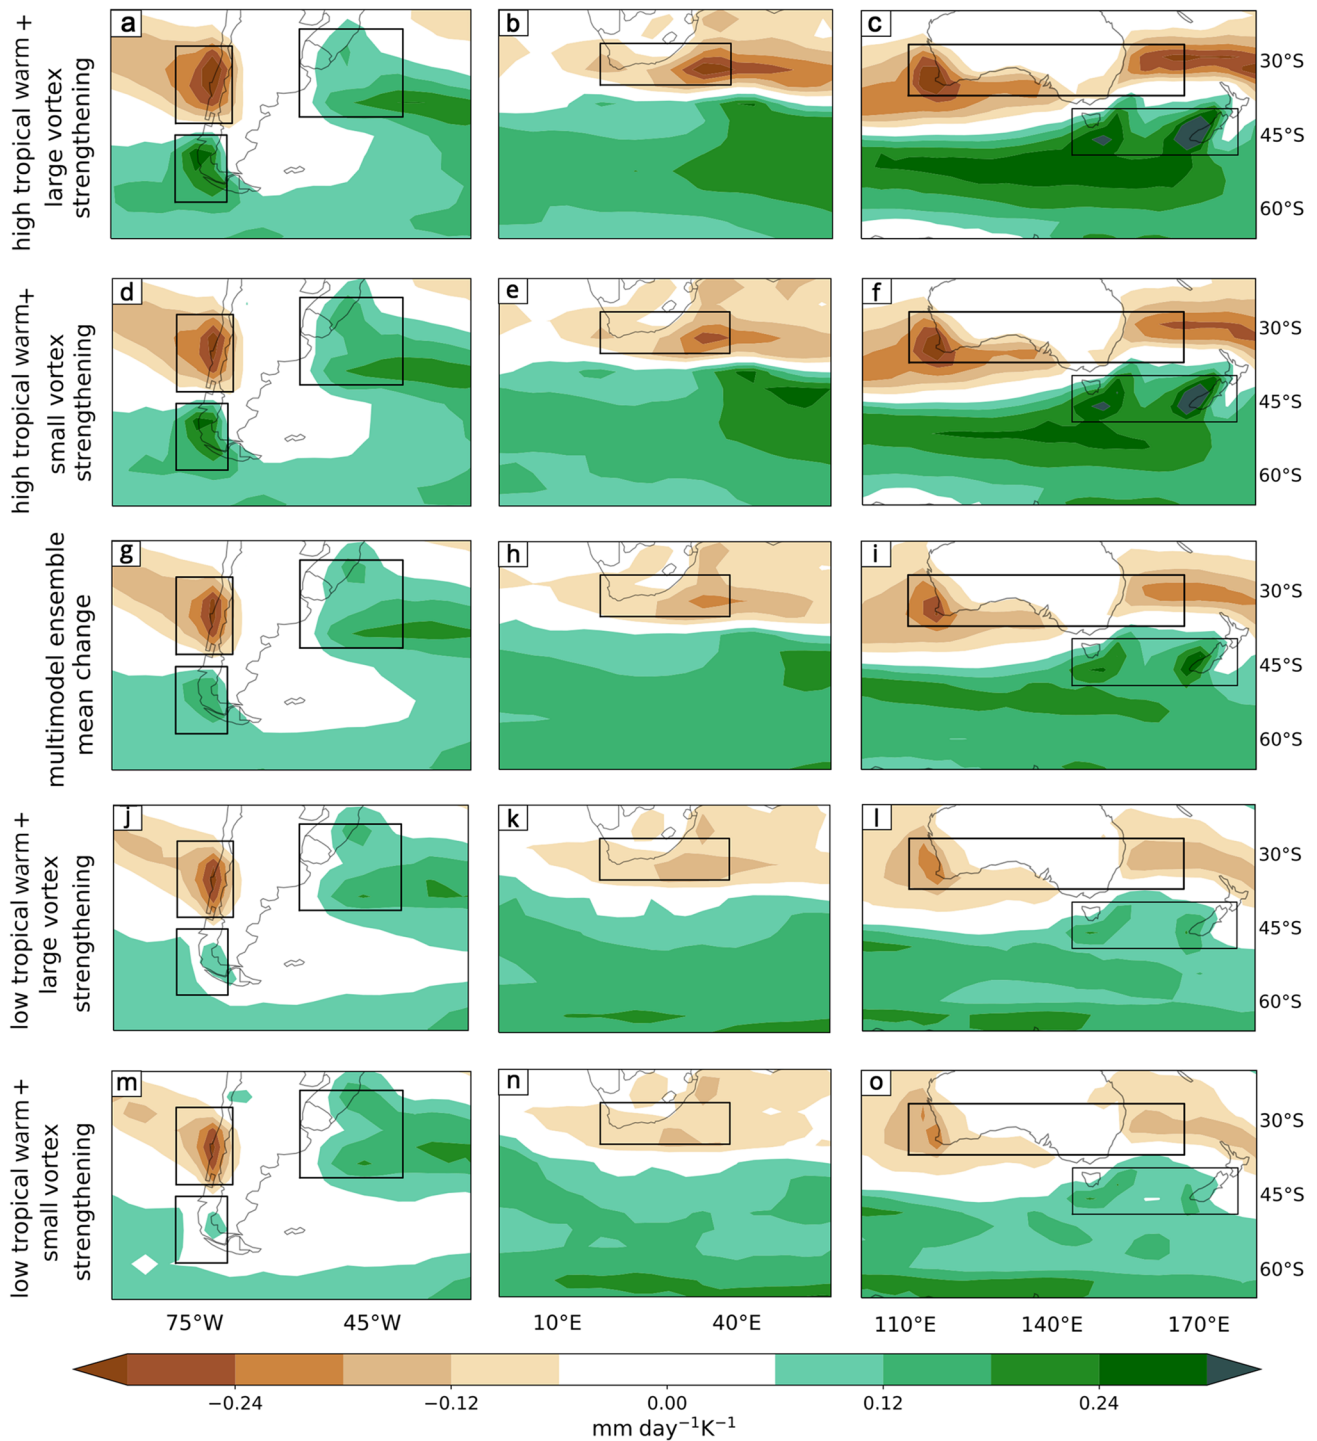 high tropical warm +
large vortex
strengthening
a
b
c
30°S
45°S
60°S
high tropical warm+
small vortex
strengthening
d
e
f
30°S
45°S
60°S
multimodel ensemble
mean change
g
h
i
30°S
45°S
60°S
low tropical warm+
large vortex
strengthening
j
k
l
30°S
45°S
60°S
low tropical warm+
small vortex
strengthening
m
n
o
30°S
45°S
60°S
75°W
45°W
10°E
40°E
110°E
140°E
170°E
−0.24
−0.12
0.00
0.12
0.24
mm day⁻¹K⁻¹